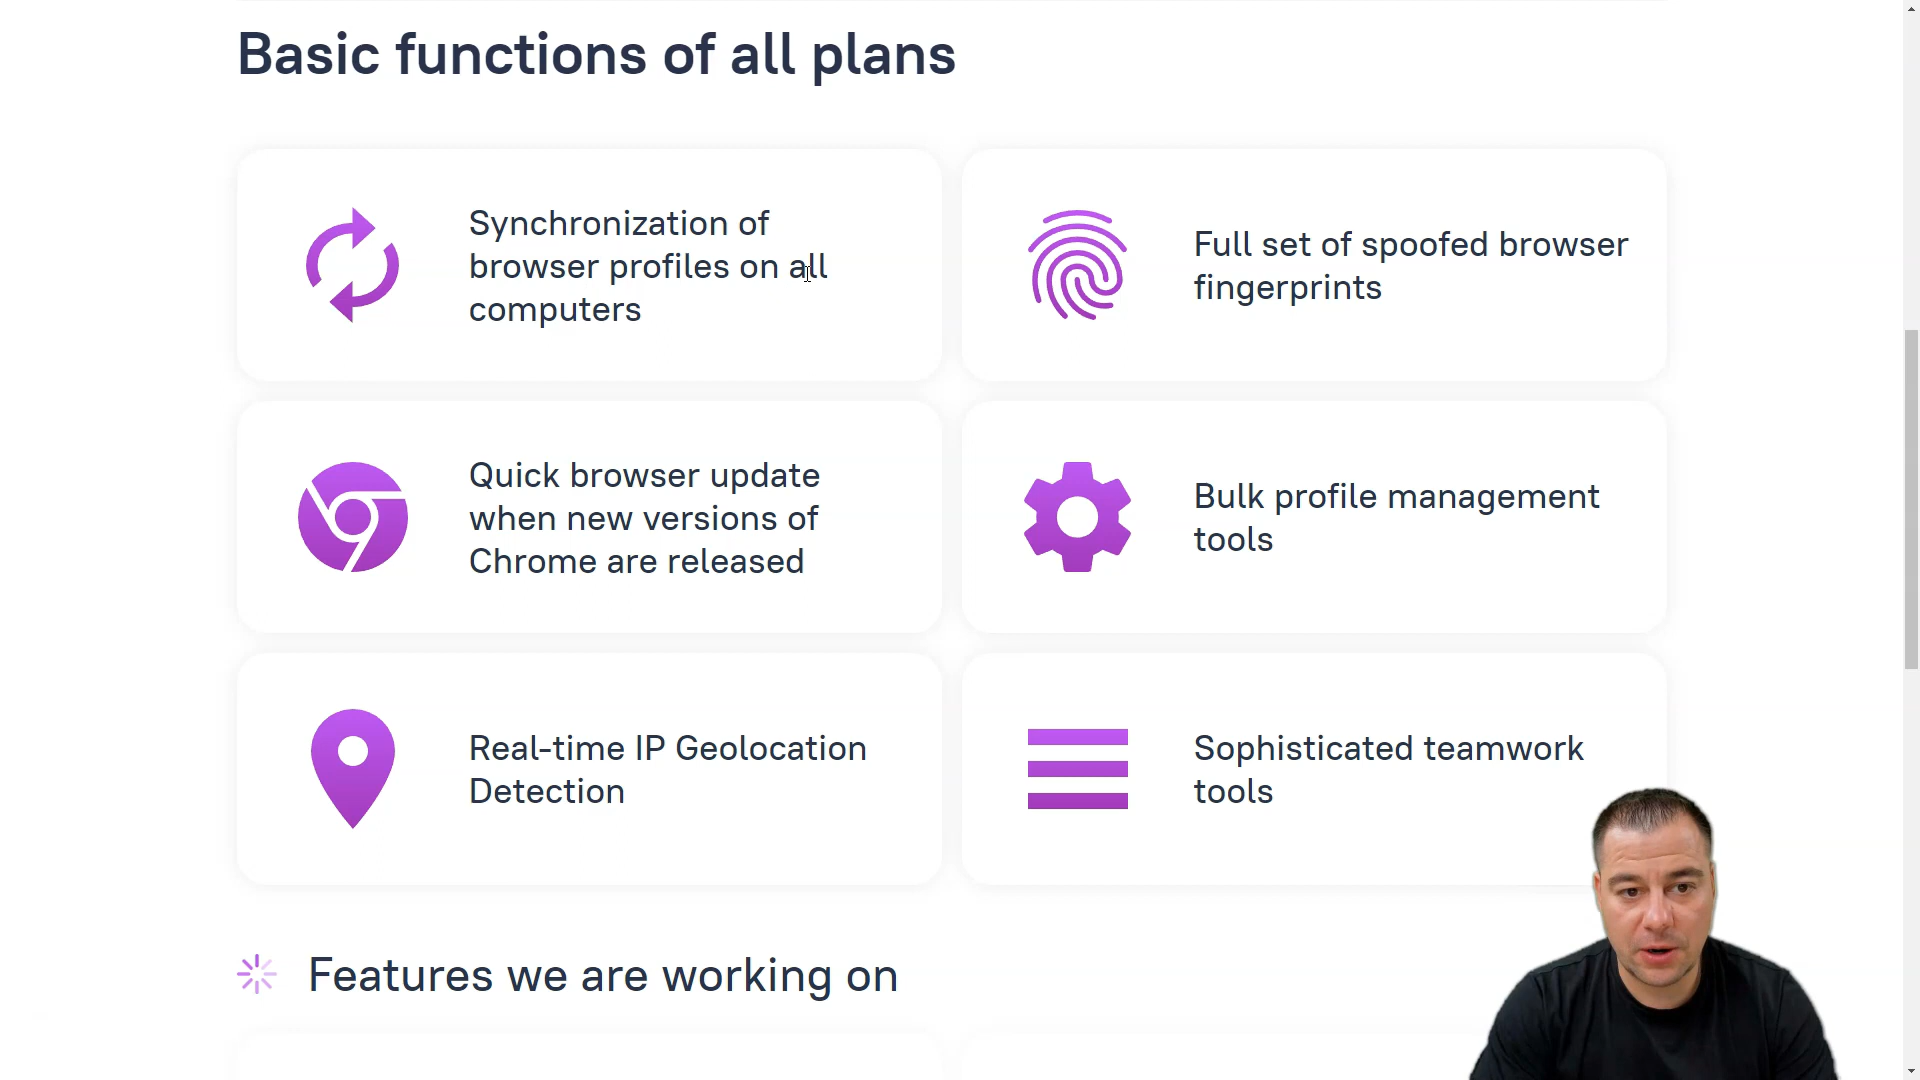 Basic functions of all plans
Synchronization of
browser profiles on all
computers
Full set of spoofed browser
fingerprints
Quick browser update
when new versions of
Chrome are released
Bulk profile management
tools
Real-time IP Geolocation
Detection
Sophisticated teamwork
tools
Features we are working on